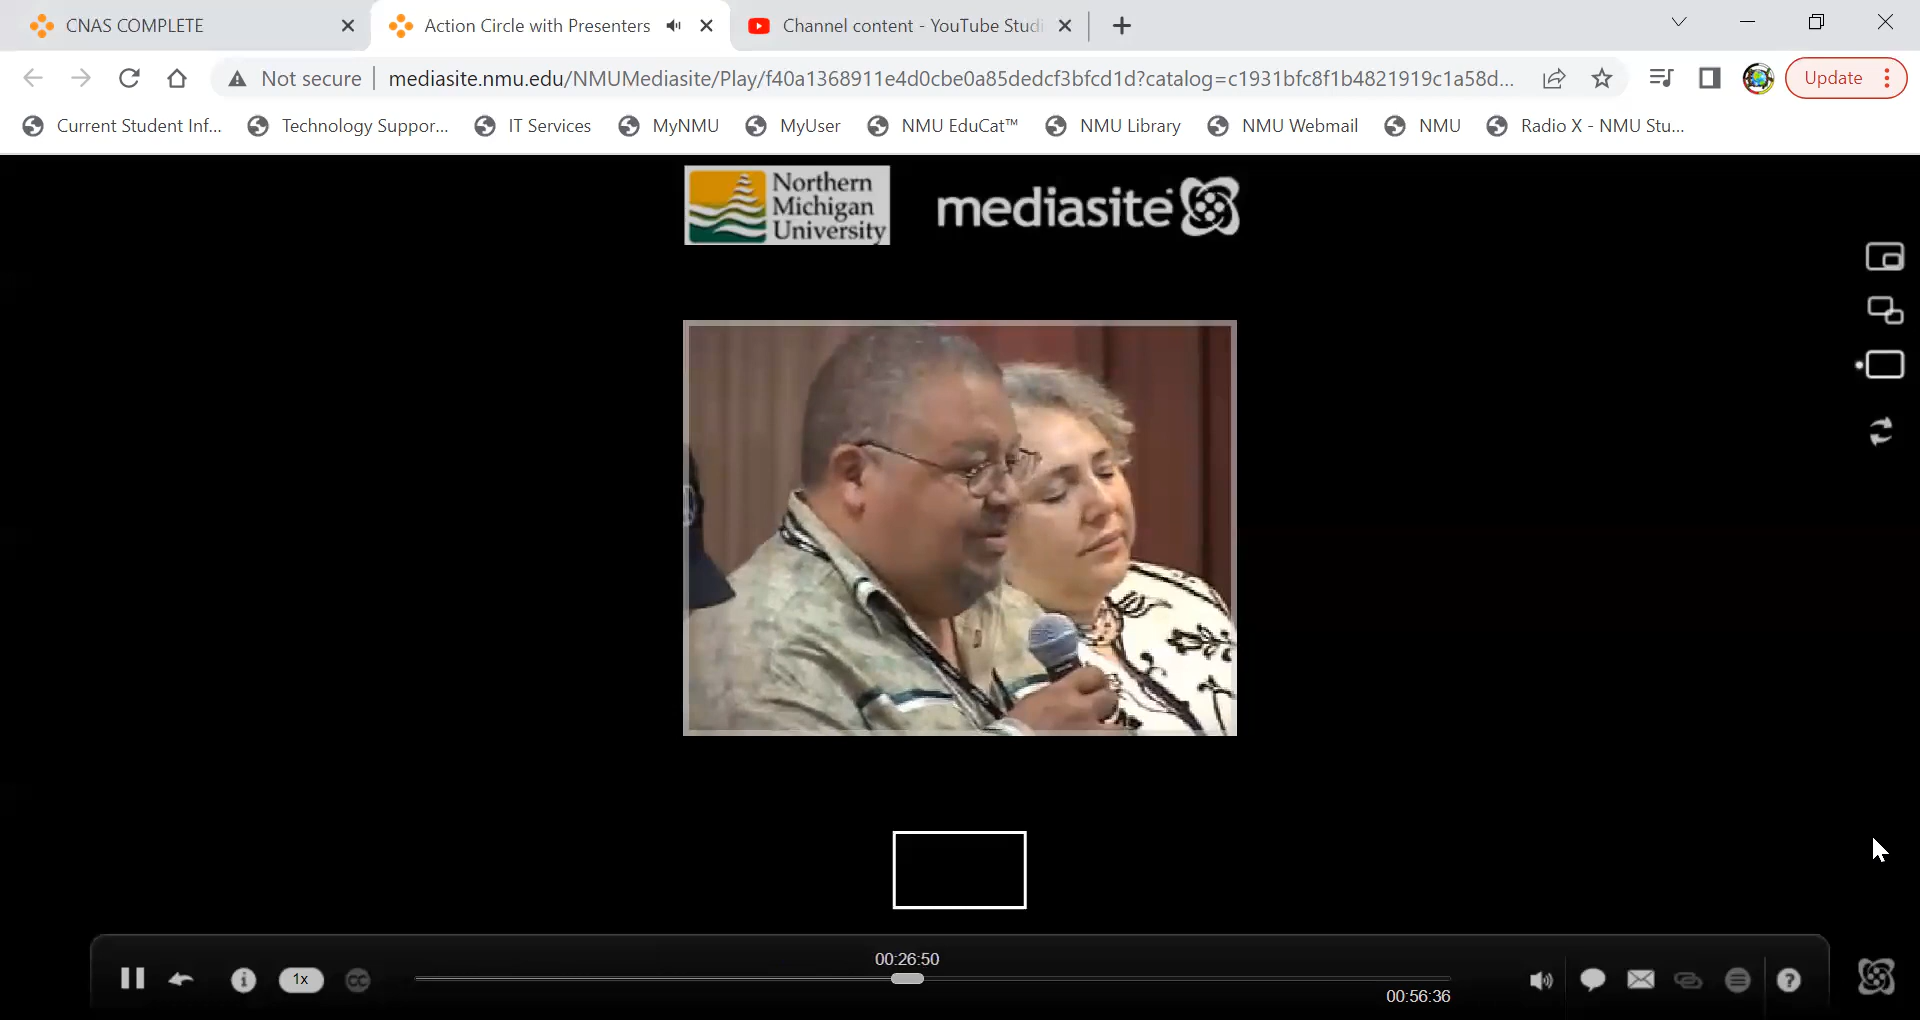 CNAS COMPLETE
Action Circle with Presenters
Channel content - YouTube Studi
Not secure
mediasite.nmu.edu/NMUMediasite/Play/f40a1368911e4d0cbe0a85dedcf3bfcd1d?catalog=c1931bfc8f1b4821919c1a58d...
Update
Current Student Inf...
Technology Suppor...
IT Services
MyNMU
MyUser
NMU EduCat™
NMU Library
NMU Webmail
NMU
Radio X - NMU Stu...
Northern
Michigan
University
mediasite
00:26:50
1x
CC
00:56:36